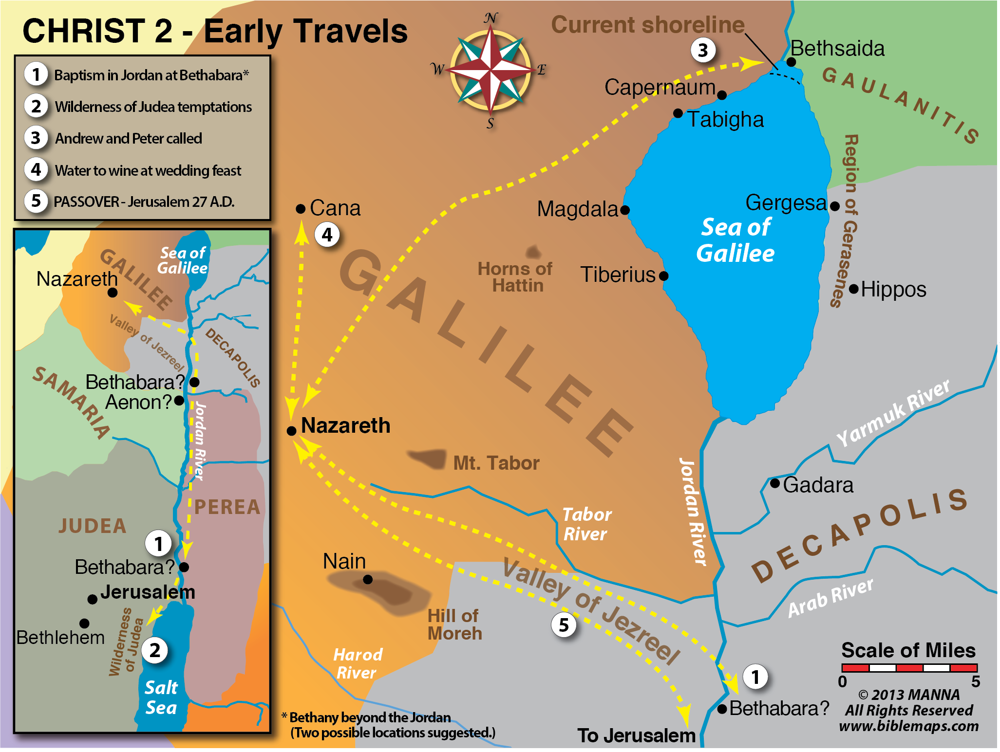 CHRIST 2 - Early Travels
1 Baptism in Jordan at Bethabara*
2 Wilderness of Judea temptations
3 Andrew and Peter called
4 Water to wine at wedding feast
5 PASSOVER - Jerusalem 27 A.D.
N
W
E
S
Current shoreline
3
Bethsaida
GAULANITIS
Capernaum
Tabigha
Region of Gerasenes
Cana
4
Magdala
Gergesa
Sea of
Galilee
Horns of
Hattin
Tiberius
Hippos
GALILEE
Nazareth
Mt. Tabor
Jordan River
Yarmuk River
Gadara
DECAPOLIS
Tabor
River
Nain
Valley of Jezreel
Arab River
Hill of
Moreh
5
Harod
River
1
Bethabara?
To Jerusalem
Scale of Miles
0 5
© 2013 MANNA
All Rights Reserved
www.biblemaps.com
* Bethany beyond the Jordan
(Two possible locations suggested.)
GALILEE
Sea of
Galilee
Nazareth
Valley of Jezreel
DECAPOLIS
SAMARIA
Bethabara?
Aenon?
Jordan River
PEREA
JUDEA
1
Bethabara?
Jerusalem
Bethlehem
Wilderness
of Judea
2
Salt
Sea